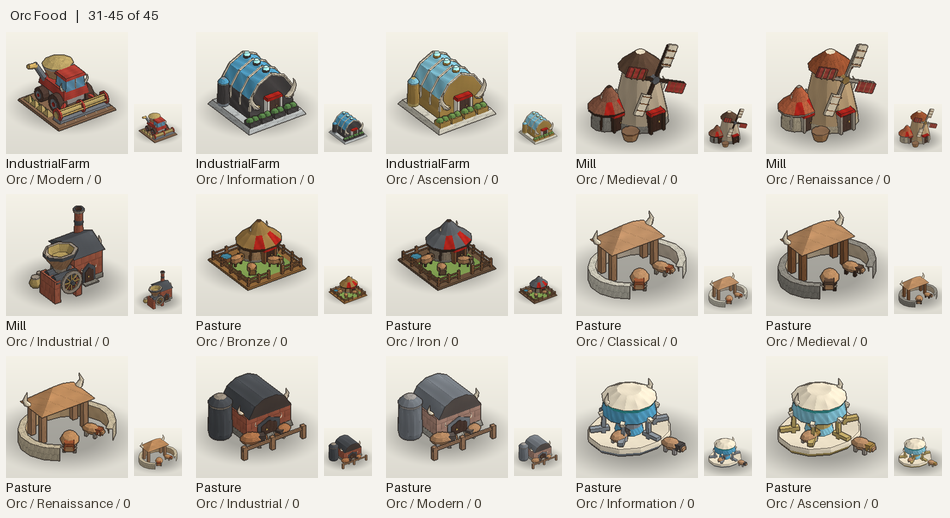 Orc Food | 31-45 of 45
IndustrialFarm
Orc / Modern / 0
IndustrialFarm
Orc / Information / 0
IndustrialFarm
Orc / Ascension / 0
Mill
Orc / Medieval / 0
Mill
Orc / Renaissance / 0
Mill
Orc / Industrial / 0
Pasture
Orc / Bronze / 0
Pasture
Orc / Iron / 0
Pasture
Orc / Classical / 0
Pasture
Orc / Medieval / 0
Pasture
Orc / Renaissance / 0
Pasture
Orc / Industrial / 0
Pasture
Orc / Modern / 0
Pasture
Orc / Information / 0
Pasture
Orc / Ascension / 0